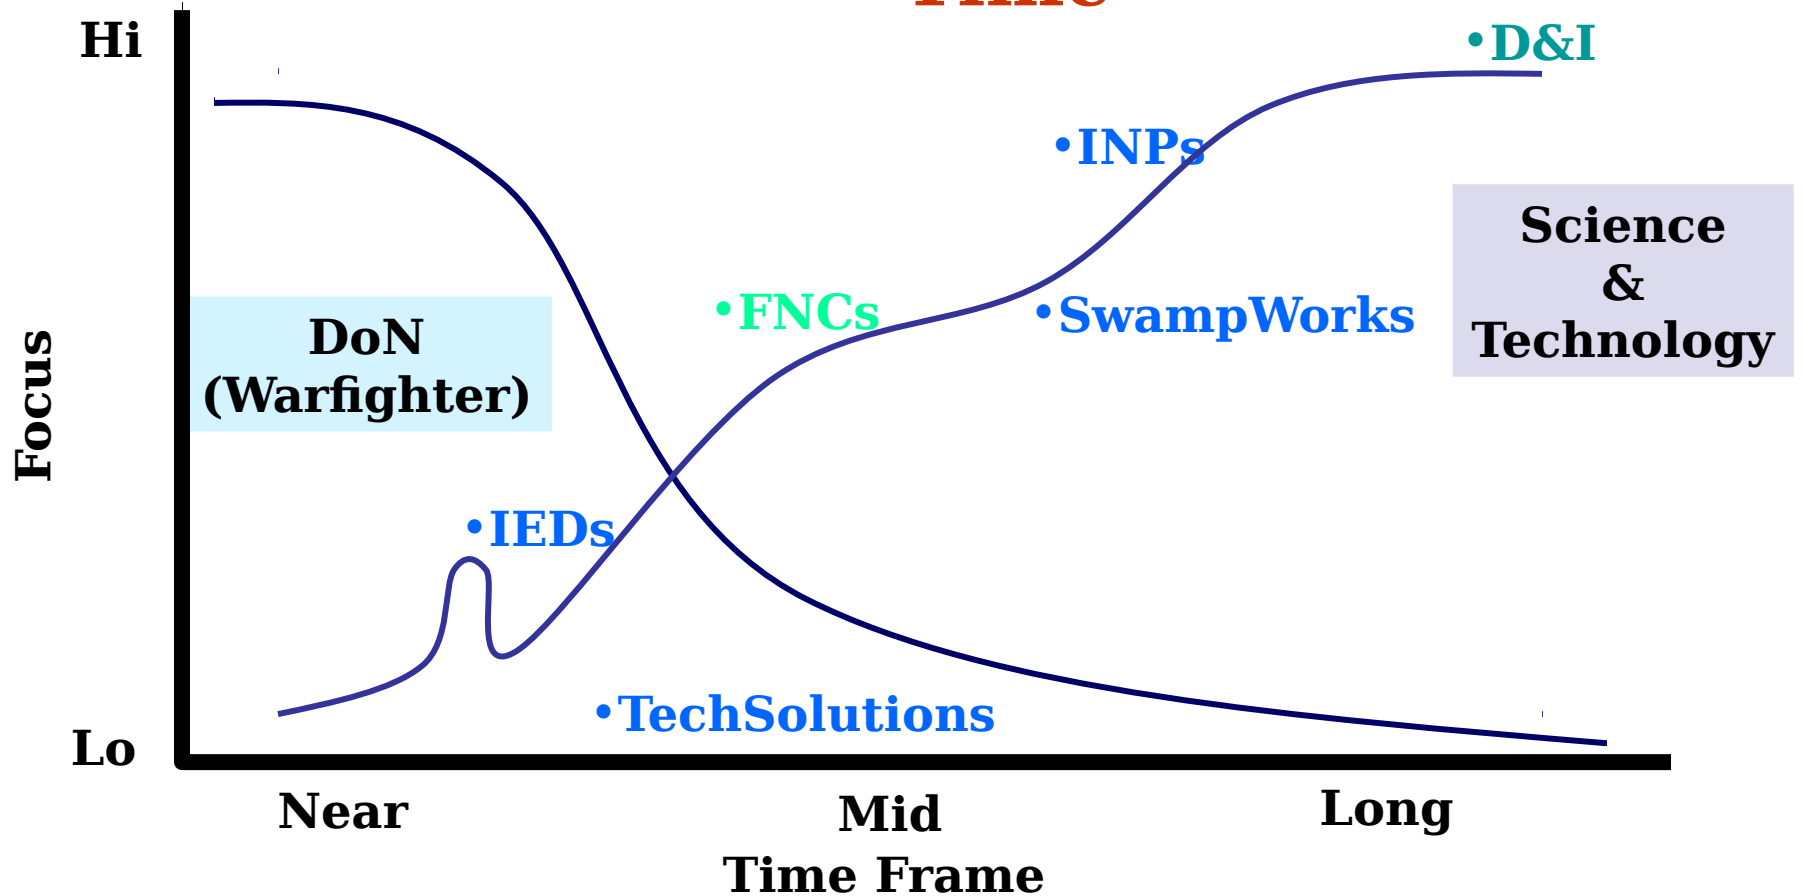 Hi
•D&I
•INPs
Science
&
Technology
•FNCs
•SwampWorks
DoN
(Warfighter)
Focus
•IEDs
•TechSolutions
Lo
Near
Mid
Long
Time Frame